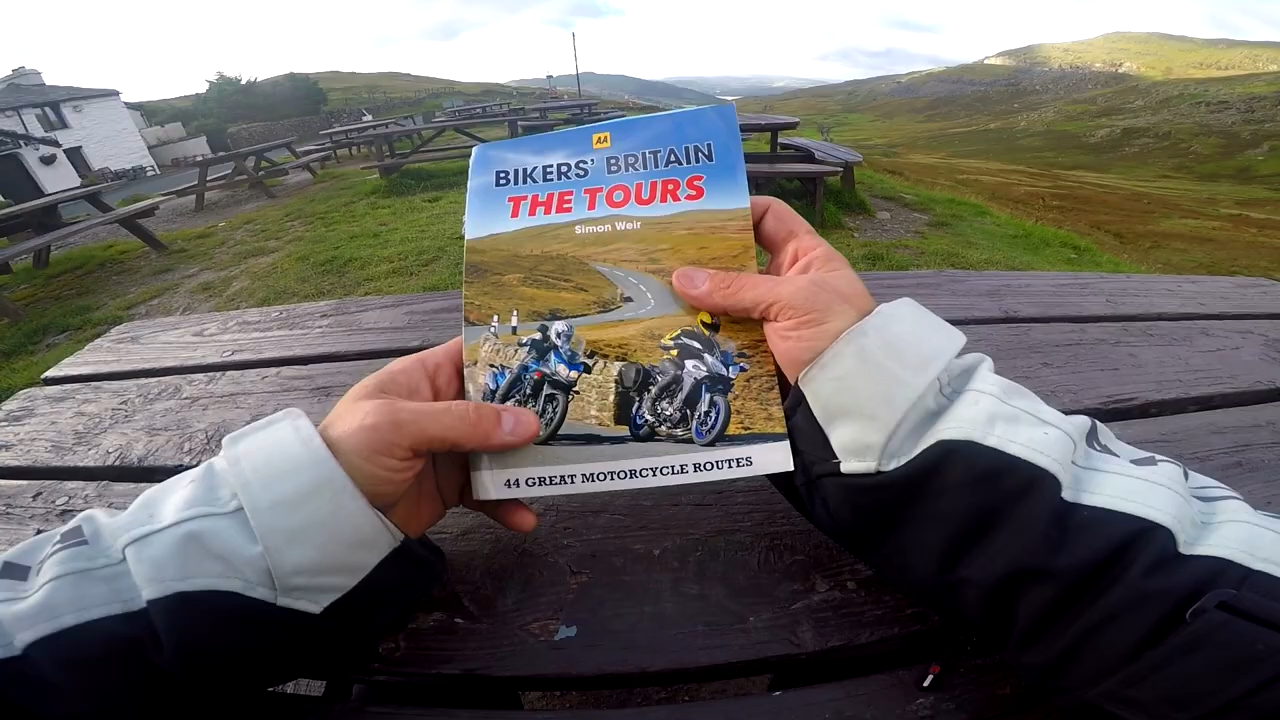 AA
BIKERS' BRITAIN
THE TOURS
Simon Weir
44 GREAT MOTORCYCLE ROUTES